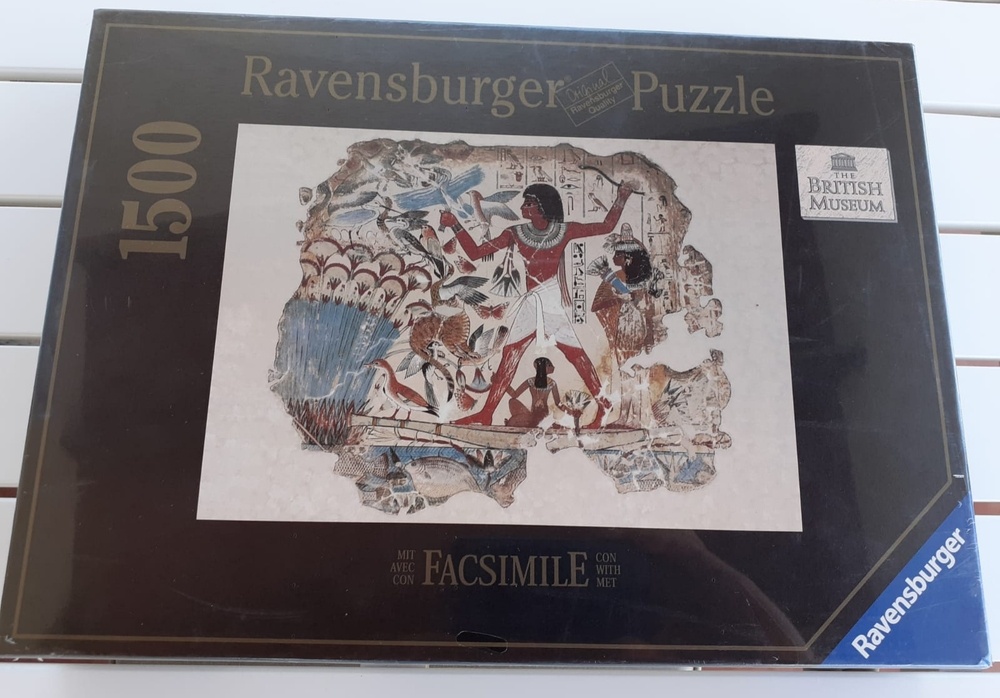 Ravensburger® Puzzle
Original
Ravensburger
Quality
1500
THE
BRITISH
MUSEUM
MIT
AVEC
CON
FACSIMILE
CON
WITH
MET
Ravensburger